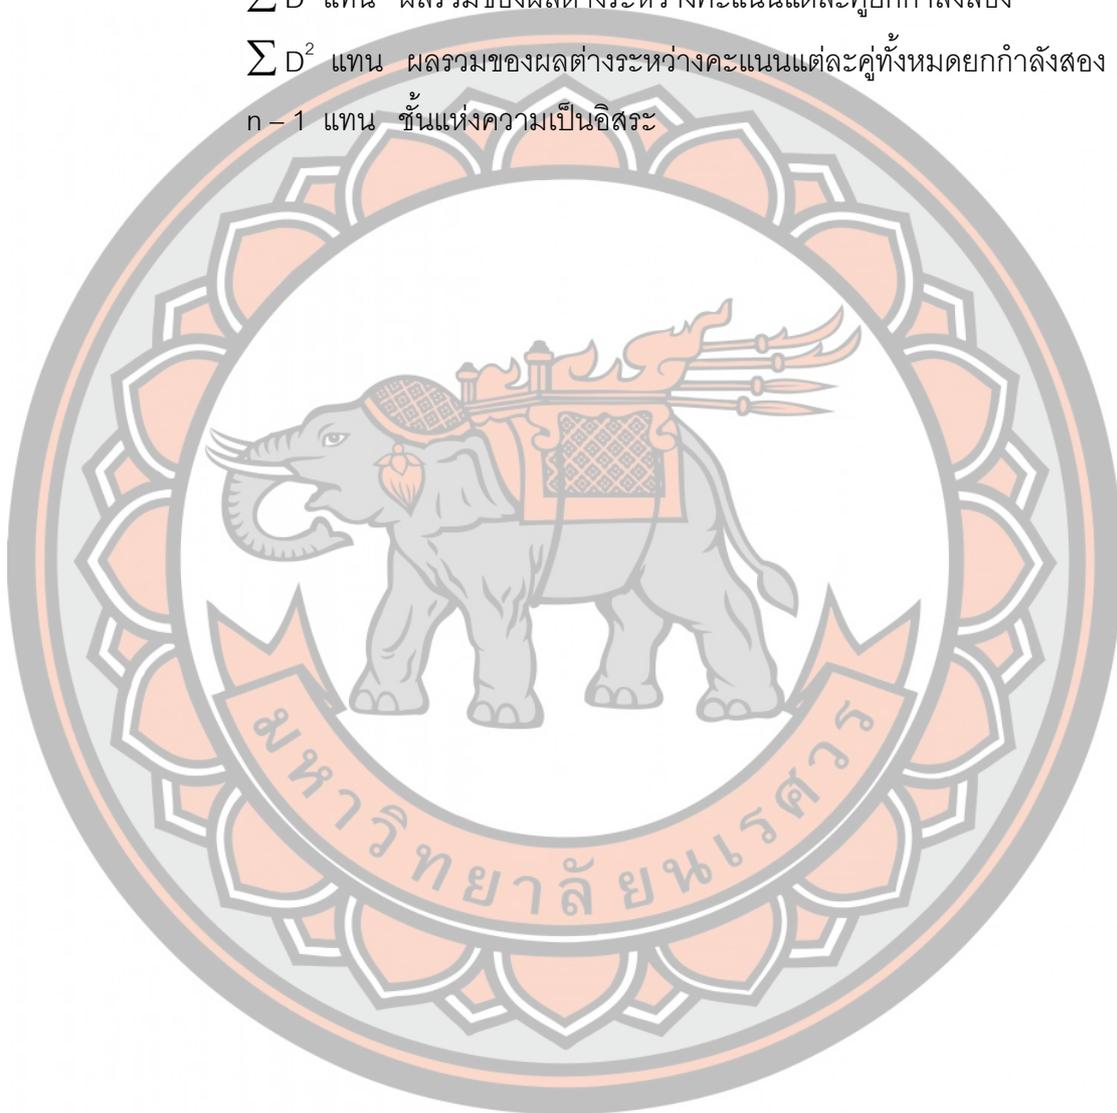 ∑ D แทน ผลรวมของผลต่างระหว่างคะแนนแต่ละคู่ยกกำลังสอง
∑ D² แทน ผลรวมของผลต่างระหว่างคะแนนแต่ละคู่ทั้งหมดยกกำลังสอง
n – 1 แทน ชั้นแห่งความเป็นอิสระ
มหาวิทยาลัยนเรศวร